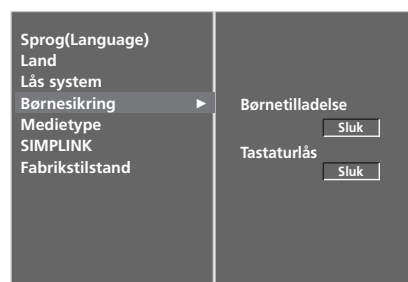 Sprog(Language)
Land
Lås system
Børnesikring ►
Medietype
SIMPLINK
Fabrikstilstand
Børnetilladelse
Sluk
Tastaturlås
Sluk